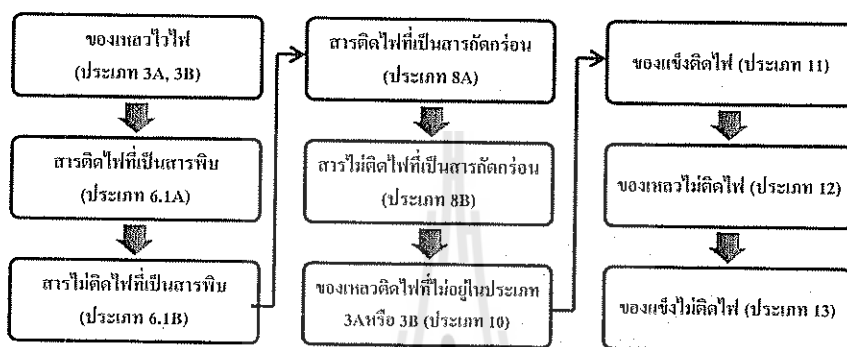 ของเหลวไวไฟ
(ประเภท 3A, 3B)
สารติดไฟที่เป็นสารพิษ
(ประเภท 6.1A)
สารไม่ติดไฟที่เป็นสารพิษ
(ประเภท 6.1B)
สารติดไฟที่เป็นสารกัดกร่อน
(ประเภท 8A)
สารไม่ติดไฟที่เป็นสารกัดกร่อน
(ประเภท 8B)
ของเหลวติดไฟที่ไม่อยู่ในประเภท
3Aหรือ 3B (ประเภท 10)
ของแข็งติดไฟ (ประเภท 11)
ของเหลวไม่ติดไฟ (ประเภท 12)
ของแข็งไม่ติดไฟ (ประเภท 13)